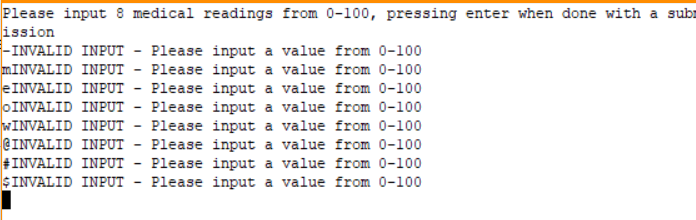 Please input 8 medical readings from 0-100, pressing enter when done with a subm
ission
-INVALID INPUT - Please input a value from 0-100
mINVALID INPUT - Please input a value from 0-100
eINVALID INPUT - Please input a value from 0-100
oINVALID INPUT - Please input a value from 0-100
wINVALID INPUT - Please input a value from 0-100
@INVALID INPUT - Please input a value from 0-100
#INVALID INPUT - Please input a value from 0-100
$INVALID INPUT - Please input a value from 0-100